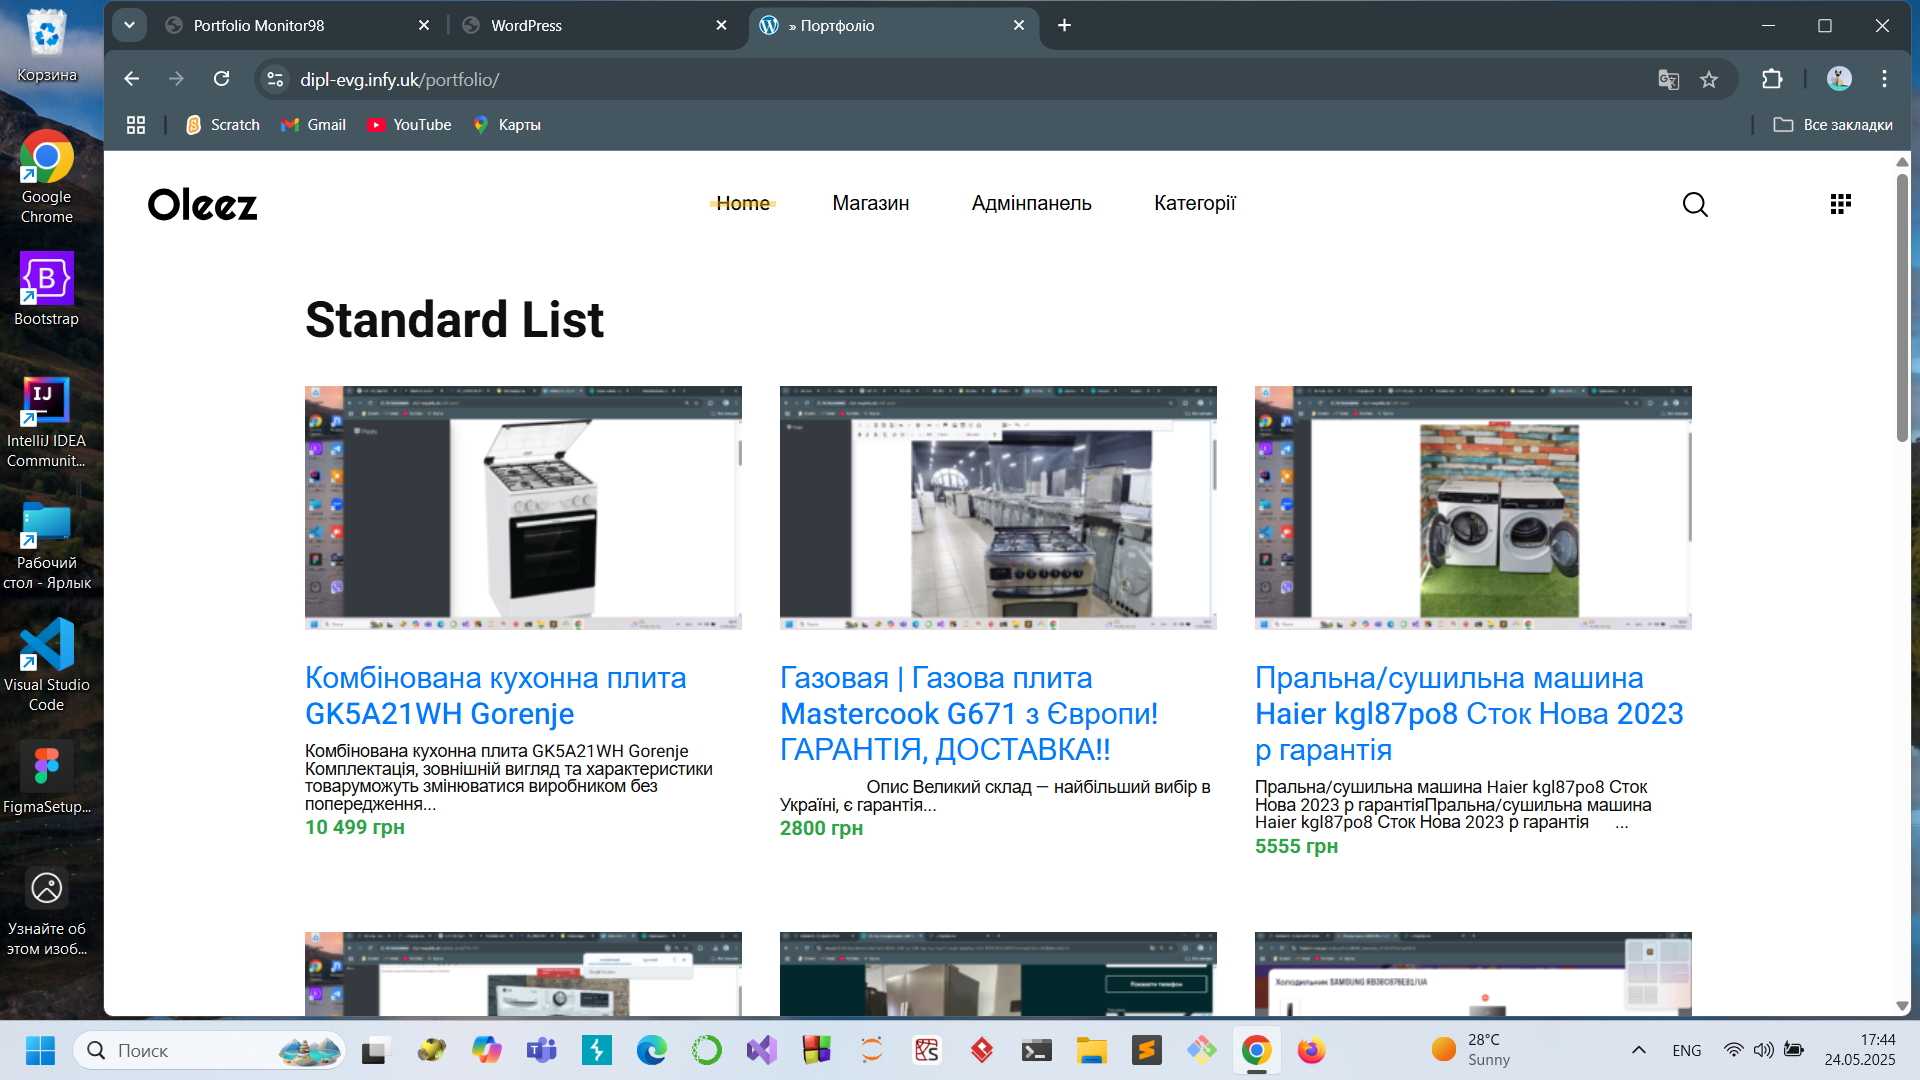 Корзина
Google
Chrome
Bootstrap
IntelliJ IDEA
Communit...
Рабочий
стол - Ярлык
Visual Studio
Code
FigmaSetup...
Узнайте об
этом изоб...
Portfolio Monitor98
WordPress
» Портфоліо
dipl-evg.infy.uk/portfolio/
Scratch
Gmail
YouTube
Карты
Все закладки
Oleez
Home
Магазин
Адмінпанель
Категорії
Standard List
Комбінована кухонна плита
GK5A21WH Gorenje
Комбінована кухонна плита GK5A21WH Gorenje
Комплектація, зовнішній вигляд та характеристики
товаруможуть змінюватися виробником без
попередження...
10 499 грн
Газовая | Газова плита
Mastercook G671 з Європи!
ГАРАНТІЯ, ДОСТАВКА!!
Опис Великий склад — найбільший вибір в
Україні, є гарантія...
2800 грн
Пральна/сушильна машина
Haier kgl87po8 Сток Нова 2023
р гарантія
Пральна/сушильна машина Haier kgl87po8 Сток
Нова 2023 р гарантіяПральна/сушильна машина
Haier kgl87po8 Сток Нова 2023 р гарантія ...
5555 грн
Показати телефон
Холодильник SAMSUNG RB38C676EB1/UA
Поиск
28°C
Sunny
ENG
17:44
24.05.2025